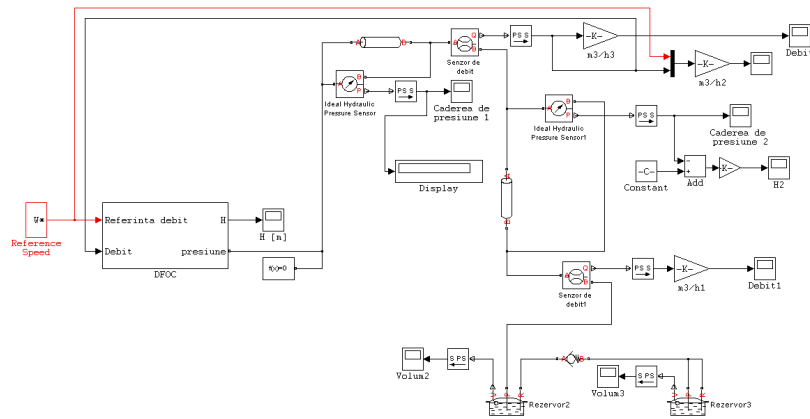 A
B
Senzor de
debit
Q
A
B
PS S
-K-
m3/h3
Debit
-K-
m3/h2
A
B
P
Ideal Hydraulic
Pressure Sensor
PS S
Caderea de
presiune 1
A
B
P
Ideal Hydraulic
Pressure Sensor1
PS S
Caderea de
presiune 2
Display
-C-
Constant
-
+
Add
-K-
H2
A
B
W*
Reference
Speed
Referinta debit
Debit
H
presiune
DFOC
H [m]
f(x)=0
Q
A
B
Senzor de
debit1
PS S
-K-
m3/h1
Debit1
Volum2
S PS
A
B
Volum3
S PS
V
P
R
Rezervor2
V
P
R
Rezervor3